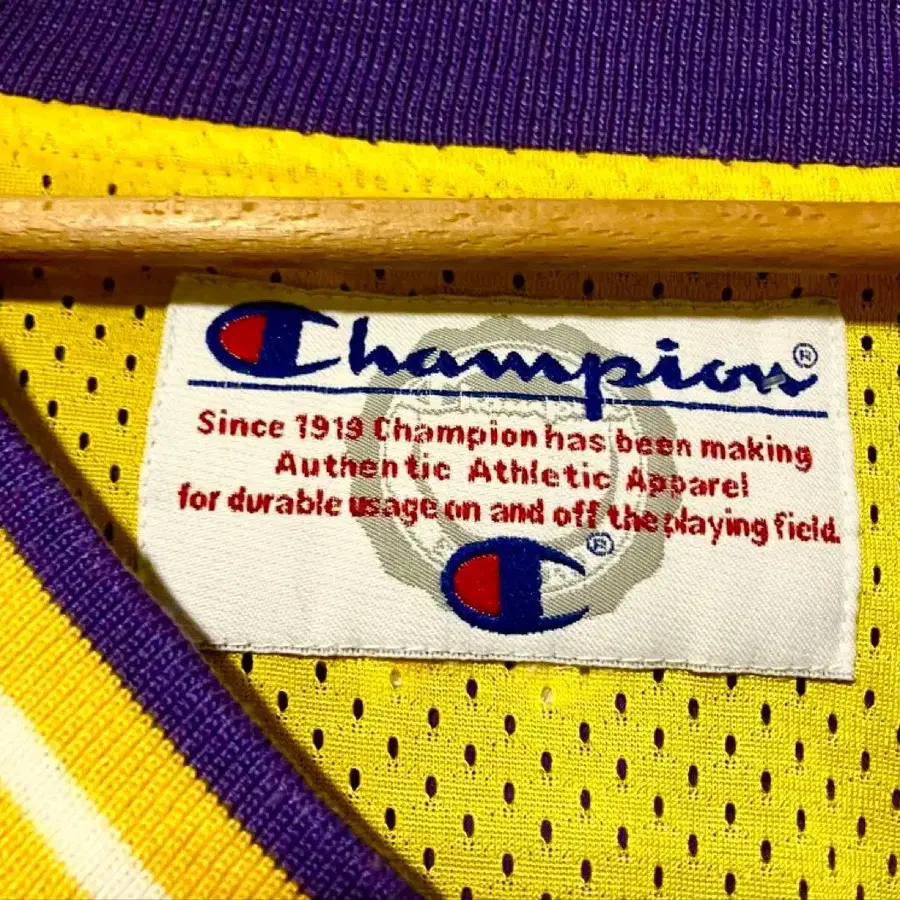 Champion®
Since 1919 Champion has been making
Authentic Athletic Apparel
for durable usage on and off the playing field.
®